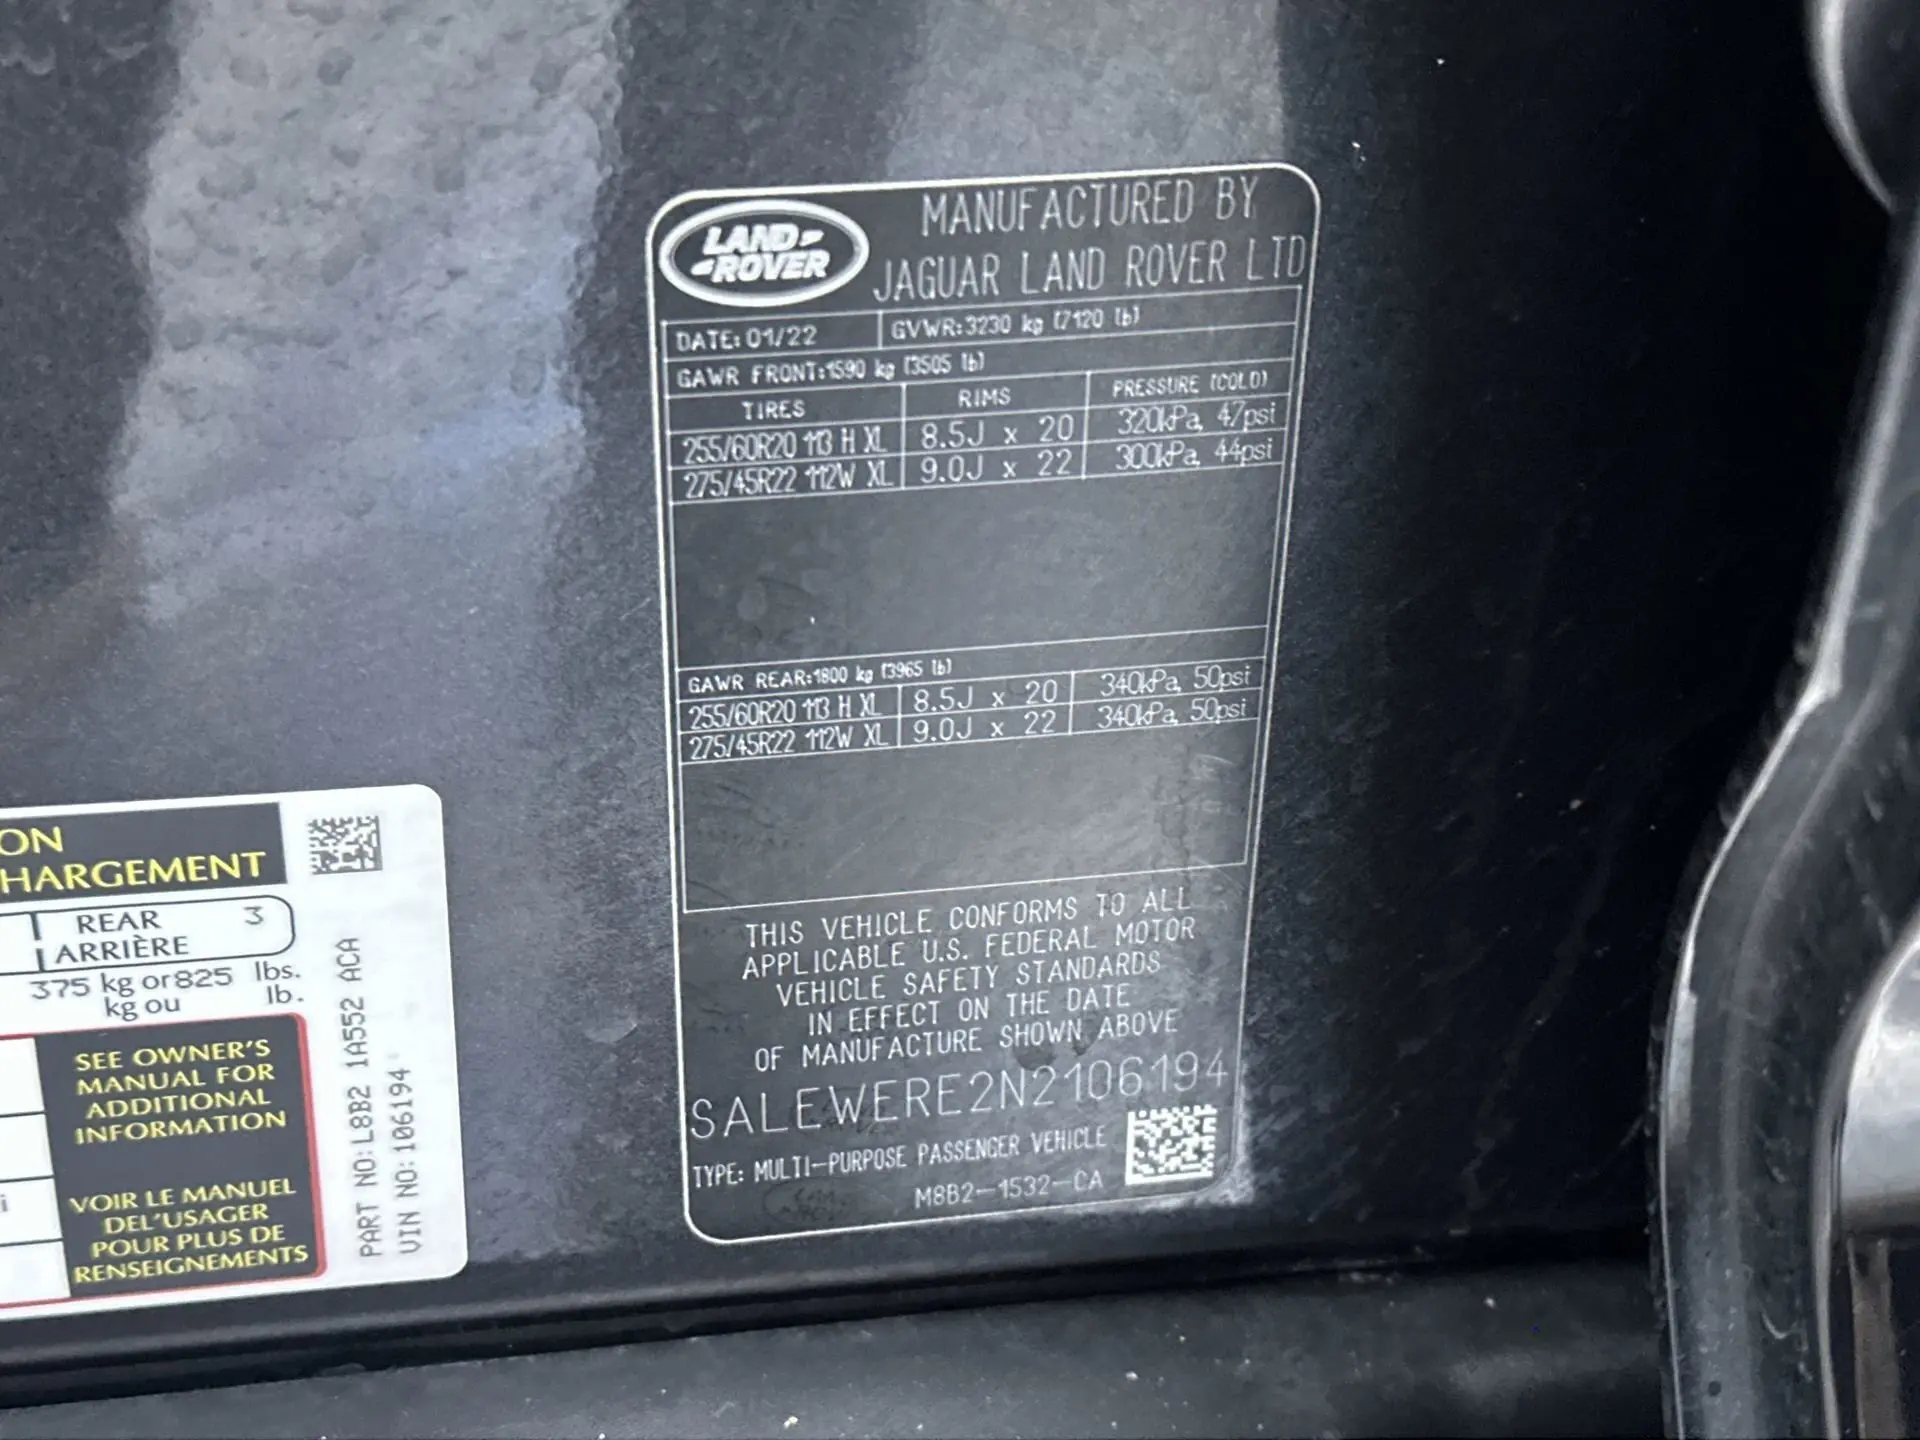 LAND-
-ROVER
MANUFACTURED BY
JAGUAR LAND ROVER LTD
DATE: 01/22 GVWR:3230 kg (7120 lb)
GAWR FRONT:1590 kg (3505 lb)
TIRES RIMS PRESSURE (COLD)
255/60R20 113 H XL 8.5J x 20 320kPa, 47psi
275/45R22 112W XL 9.0J x 22 300kPa, 44psi
GAWR REAR:1800 kg (3965 lb)
255/60R20 113 H XL 8.5J x 20 340kPa, 50psi
275/45R22 112W XL 9.0J x 22 340kPa, 50psi
THIS VEHICLE CONFORMS TO ALL
APPLICABLE U.S. FEDERAL MOTOR
VEHICLE SAFETY STANDARDS
IN EFFECT ON THE DATE
OF MANUFACTURE SHOWN ABOVE
SALEWERE2N2106194
TYPE: MULTI-PURPOSE PASSENGER VEHICLE
M8B2-1532-CA
ON
HARGEMENT
REAR 3
ARRIÈRE
375 kg or 825 lbs.
kg ou lb.
SEE OWNER'S
MANUAL FOR
ADDITIONAL
INFORMATION
VOIR LE MANUEL
DEL'USAGER
POUR PLUS DE
RENSEIGNEMENTS
i
PART NO:L8B2 1A552 ACA
VIN NO:106194